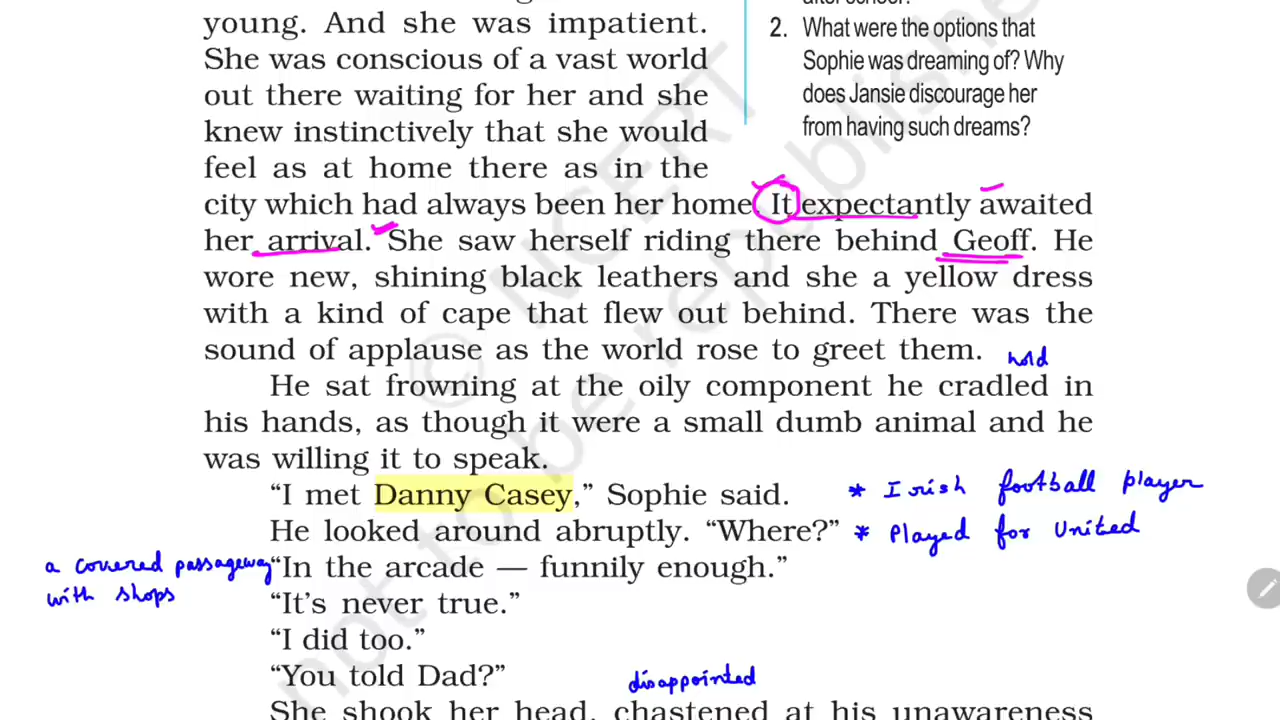 after school?
young. And she was impatient.
2. What were the options that
Sophie was dreaming of? Why
does Jansie discourage her
from having such dreams?
She was conscious of a vast world
out there waiting for her and she
knew instinctively that she would
feel as at home there as in the
city which had always been her home. It expectantly awaited
her arrival. She saw herself riding there behind Geoff. He
wore new, shining black leathers and she a yellow dress
with a kind of cape that flew out behind. There was the
sound of applause as the world rose to greet them.
hold
He sat frowning at the oily component he cradled in
his hands, as though it were a small dumb animal and he
was willing it to speak.
“I met Danny Casey,” Sophie said.
* Irish football player
He looked around abruptly. “Where?”
* Played for United
a covered passageway
with shops
“In the arcade — funnily enough.”
“It's never true.”
“I did too.”
“You told Dad?”
disappointed
She shook her head, chastened at his unawareness
© NCERT
not to be republished